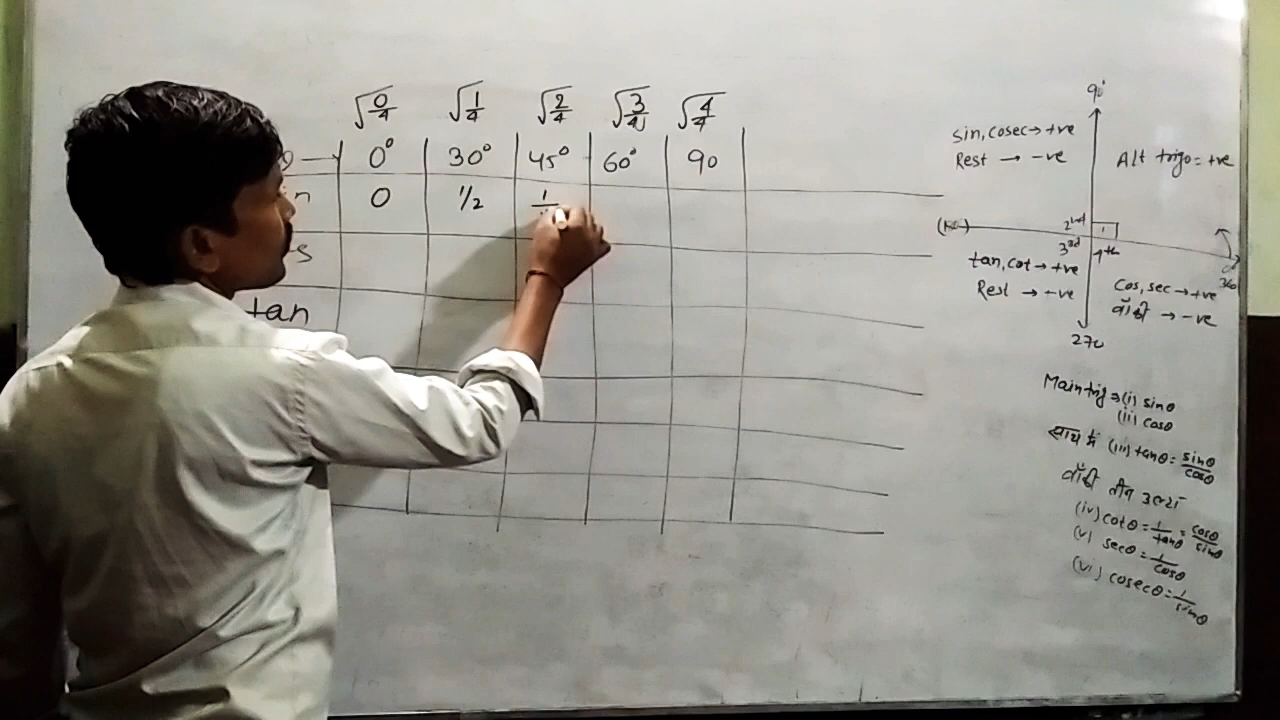 √0/4 √1/4 √2/4 √3/4 √4/4
0° 30° 45° 60° 90
0 1/2 1/
tan
90
sin, cosec → +ve
Rest → -ve
Alt trigo = +ve
2nd 1
3rd 4th
360
tan, cot → +ve
Rest → -ve
Cos, sec → +ve
बाँकी → -ve
270
Main trig ⇒ (i) sinθ
(ii) cosθ
साथ में (iii) tanθ = sinθ/cosθ
बाँकी तीन उल्टा
(iv) cotθ = 1/tanθ = cosθ/sinθ
(v) secθ = 1/cosθ
(vi) cosecθ = 1/sinθ